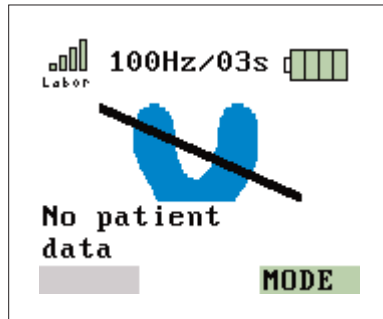 100Hz/03s
Labor
No patient
data
MODE